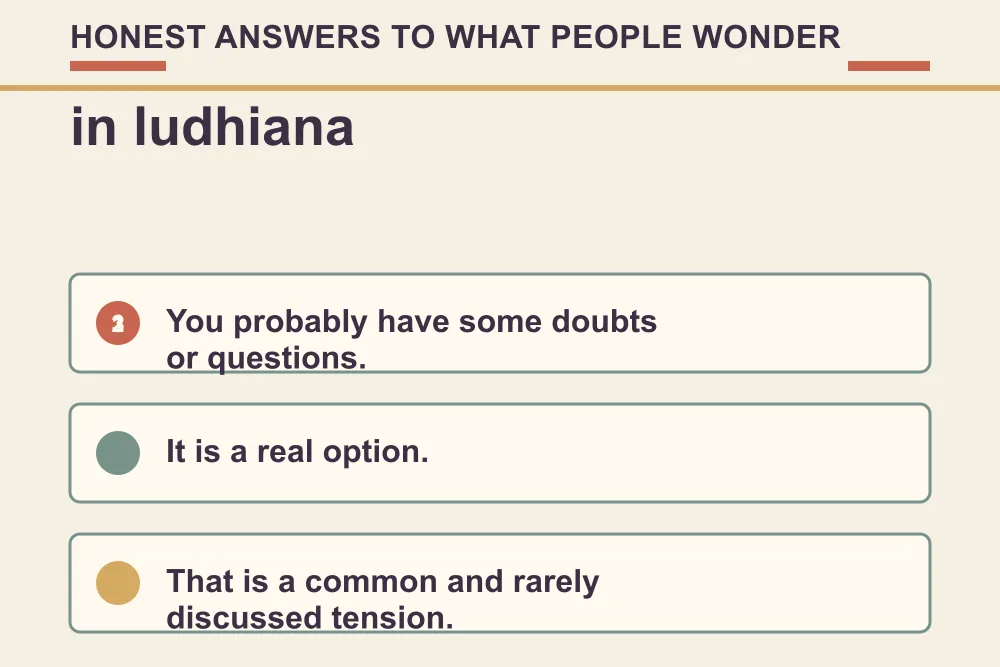 HONEST ANSWERS TO WHAT PEOPLE WONDER
in ludhiana
You probably have some doubts
or questions.
It is a real option.
That is a common and rarely
discussed tension.